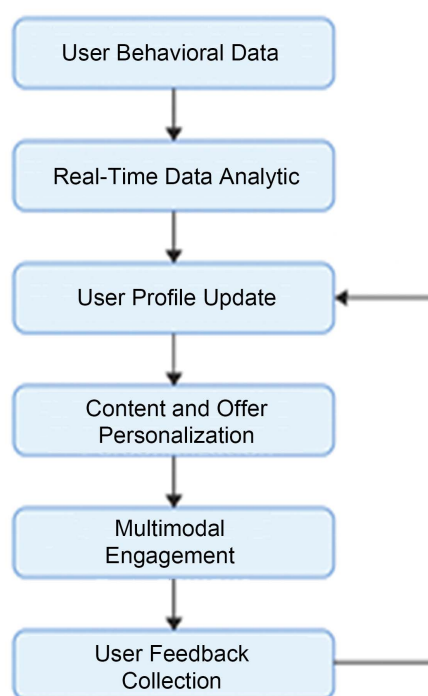 User Behavioral Data
Real-Time Data Analytic
User Profile Update
Content and Offer
Personalization
Multimodal
Engagement
User Feedback
Collection